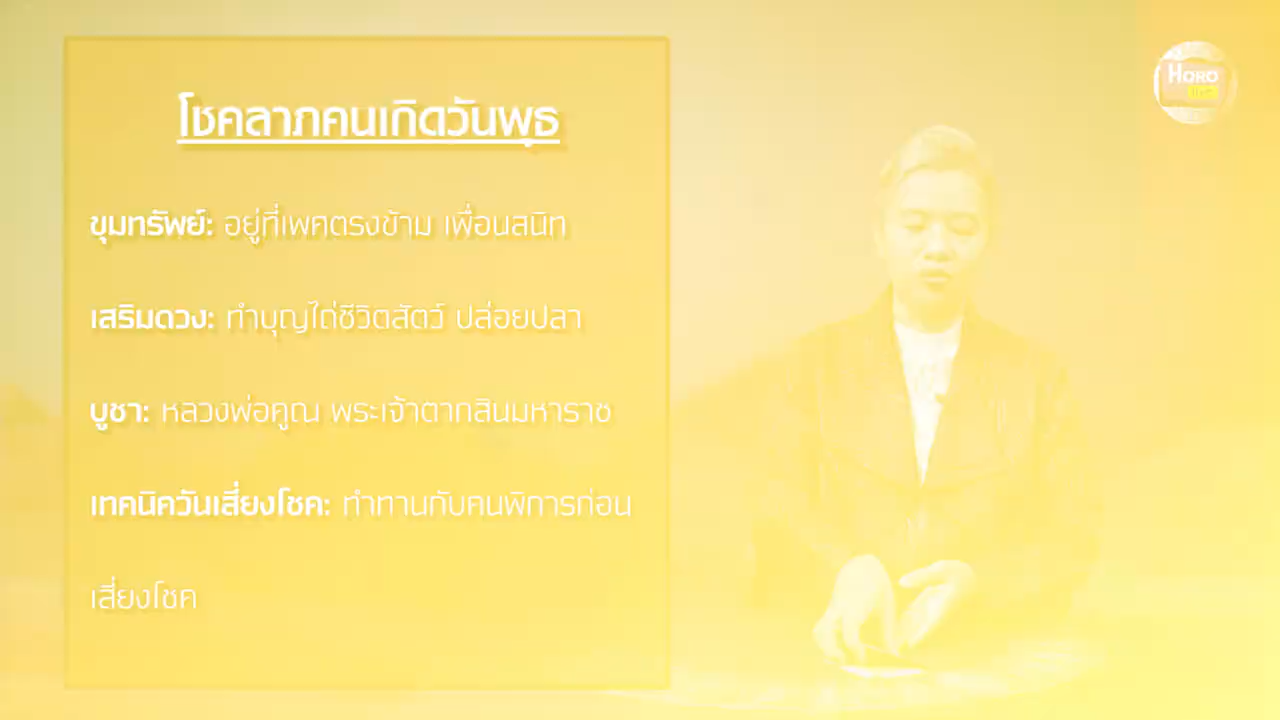 โชคลาภคนเกิดวันพุธ
ขุมทรัพย์: อยู่ที่เพศตรงข้าม เพื่อนสนิท
เสริมดวง: ทำบุญไถ่ชีวิตสัตว์ ปล่อยปลา
บูชา: หลวงพ่อคูณ พระเจ้าตากสินมหาราช
เทคนิควันเสี่ยงโชค: ทำทานกับคนพิการก่อน
เสี่ยงโชค
HORO
live